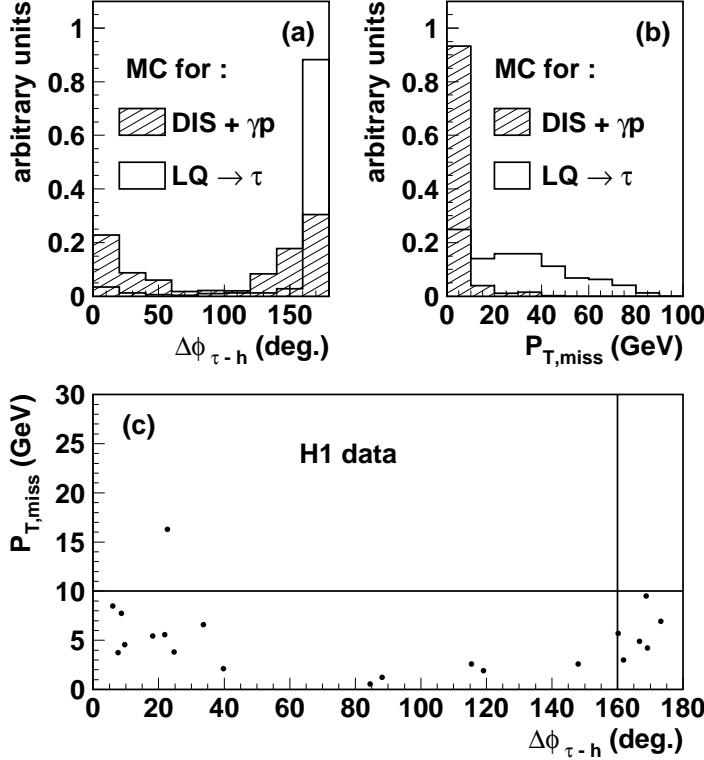 arbitrary units
1
0.8
0.6
0.4
0.2
0
(a)
MC for :
DIS + γp
LQ → τ
0 50 100 150
Δϕ τ - h (deg.)
arbitrary units
1
0.8
0.6
0.4
0.2
0
(b)
MC for :
DIS + γp
LQ → τ
0 20 40 60 80 100
P T,miss (GeV)
P T,miss (GeV)
30
25
20
15
10
5
0
(c)
H1 data
0 20 40 60 80 100 120 140 160 180
Δϕ τ - h (deg.)